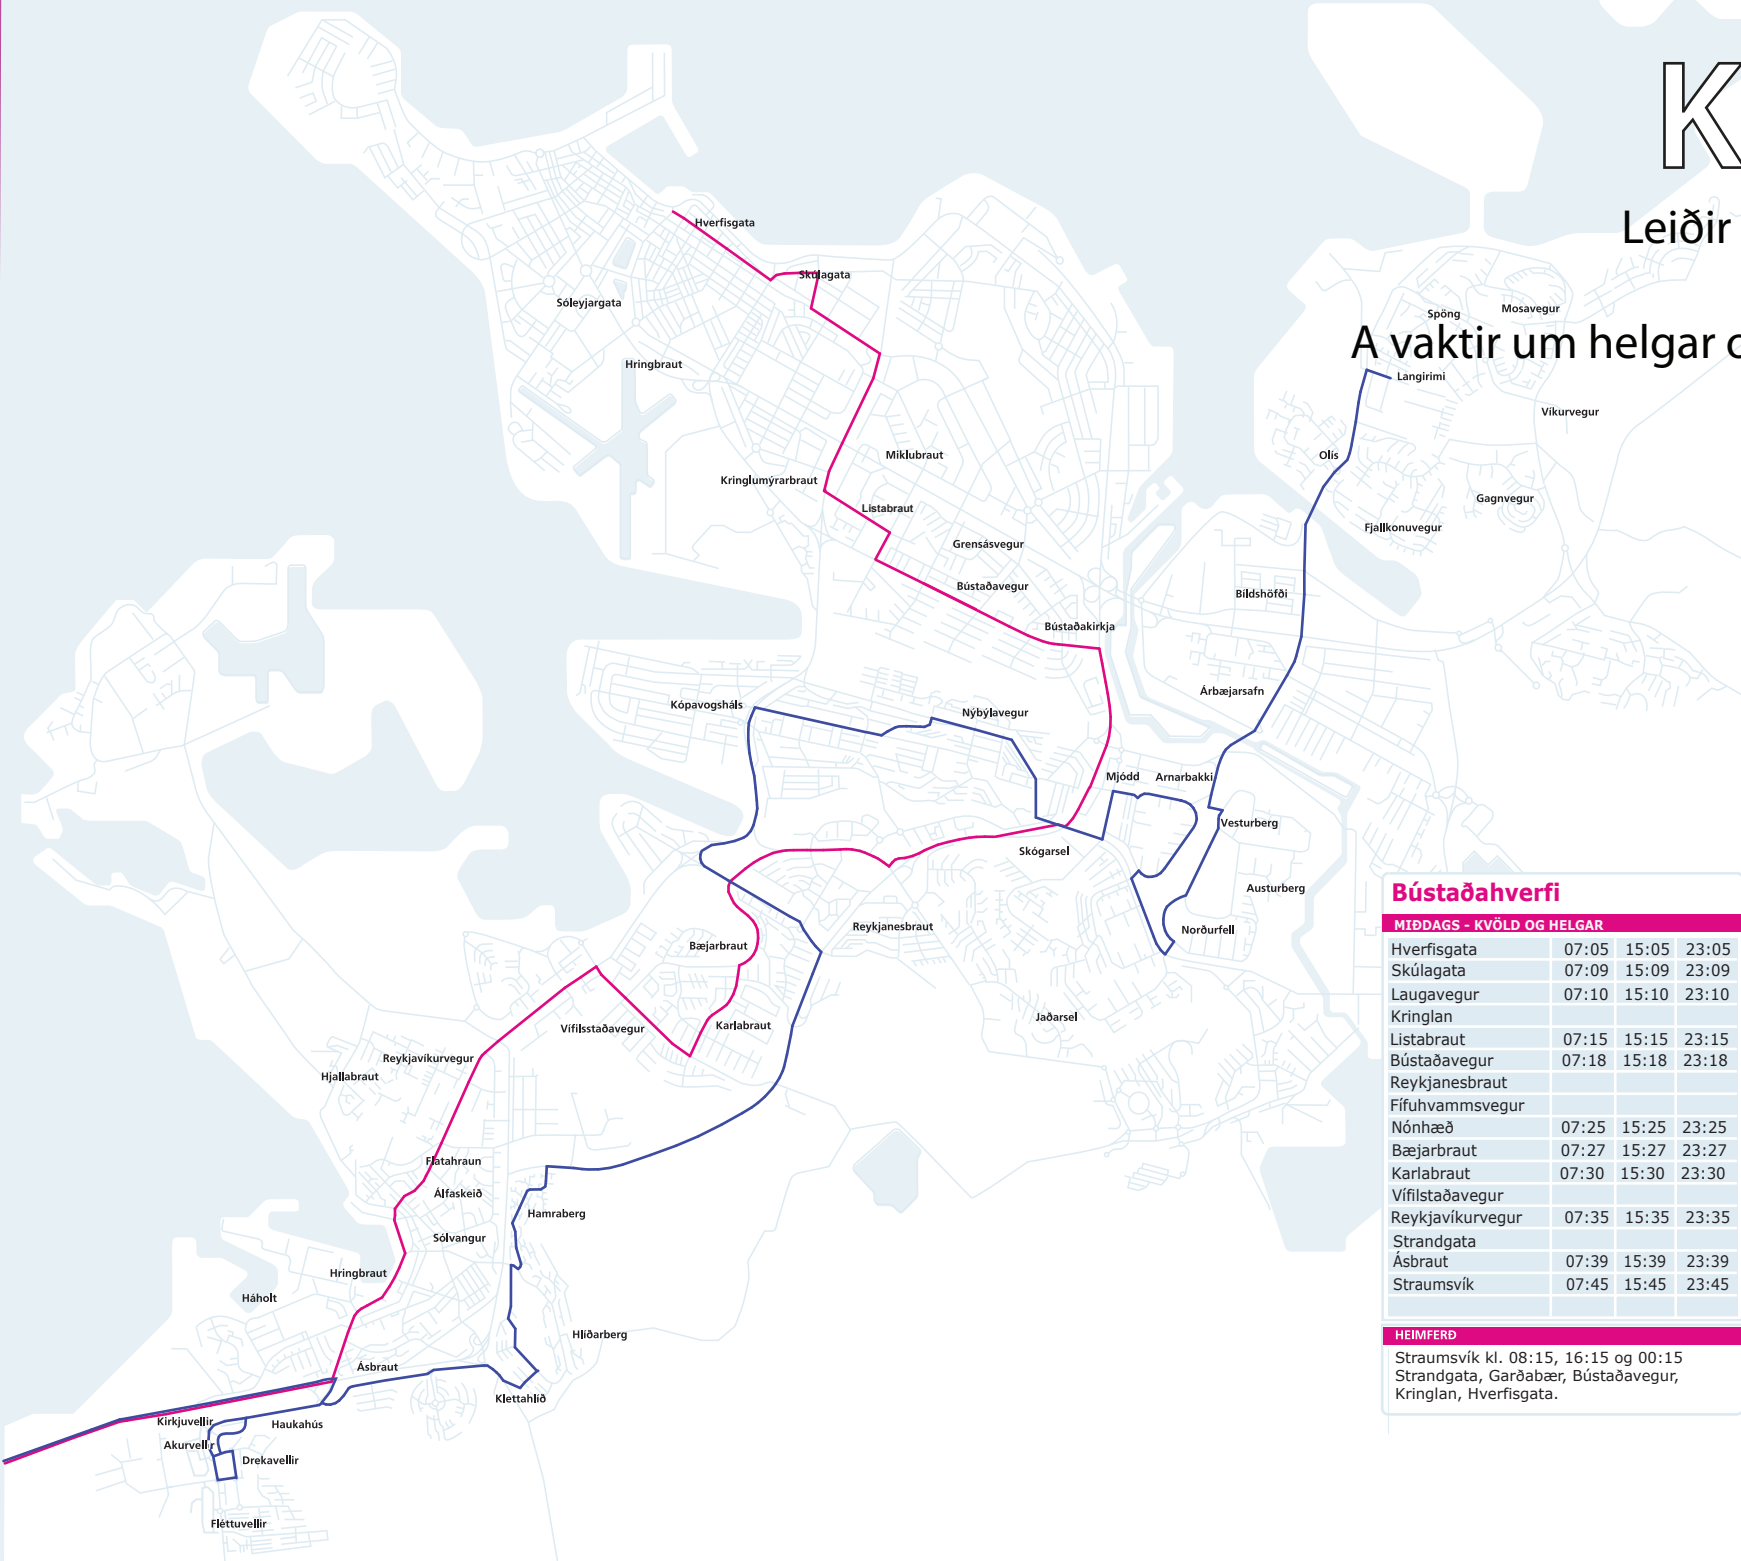 K
Leiðir
A vaktir um helgar o
Hverfisgata
Skúlagata
Sóleyjargata
Hringbraut
Spöng
Mosavegur
Langirimi
Víkurvegur
Olís
Gagnvegur
Fjallkonuvegur
Miklubraut
Kringlumýrarbraut
Listabraut
Grensásvegur
Bústaðavegur
Bíldshöfði
Bústaðakirkja
Árbæjarsafn
Kópavogsháls
Nýbýlavegur
Mjódd
Arnarbakki
Vesturberg
Skógarsel
Austurberg
Reykjanesbraut
Norðurfell
Bæjarbraut
Jaðarsel
Vífilsstaðavegur
Karlabraut
Reykjavíkurvegur
Hjallabraut
Flatahraun
Álfaskeið
Hamraberg
Sólvangur
Hringbraut
Háholt
Hlíðarberg
Ásbraut
Klettahlíð
Kirkjuvellir
Haukahús
Akurvellir
Drekavellir
Fléttuvellir
Bústaðahverfi
MIÐDAGS - KVÖLD OG HELGAR
Hverfisgata 07:05 15:05 23:05
Skúlagata 07:09 15:09 23:09
Laugavegur 07:10 15:10 23:10
Kringlan
Listabraut 07:15 15:15 23:15
Bústaðavegur 07:18 15:18 23:18
Reykjanesbraut
Fífuhvammsvegur
Nónhæð 07:25 15:25 23:25
Bæjarbraut 07:27 15:27 23:27
Karlabraut 07:30 15:30 23:30
Vífilstaðavegur
Reykjavíkurvegur 07:35 15:35 23:35
Strandgata
Ásbraut 07:39 15:39 23:39
Straumsvík 07:45 15:45 23:45
HEIMFERÐ
Straumsvík kl. 08:15, 16:15 og 00:15
Strandgata, Garðabær, Bústaðavegur,
Kringlan, Hverfisgata.